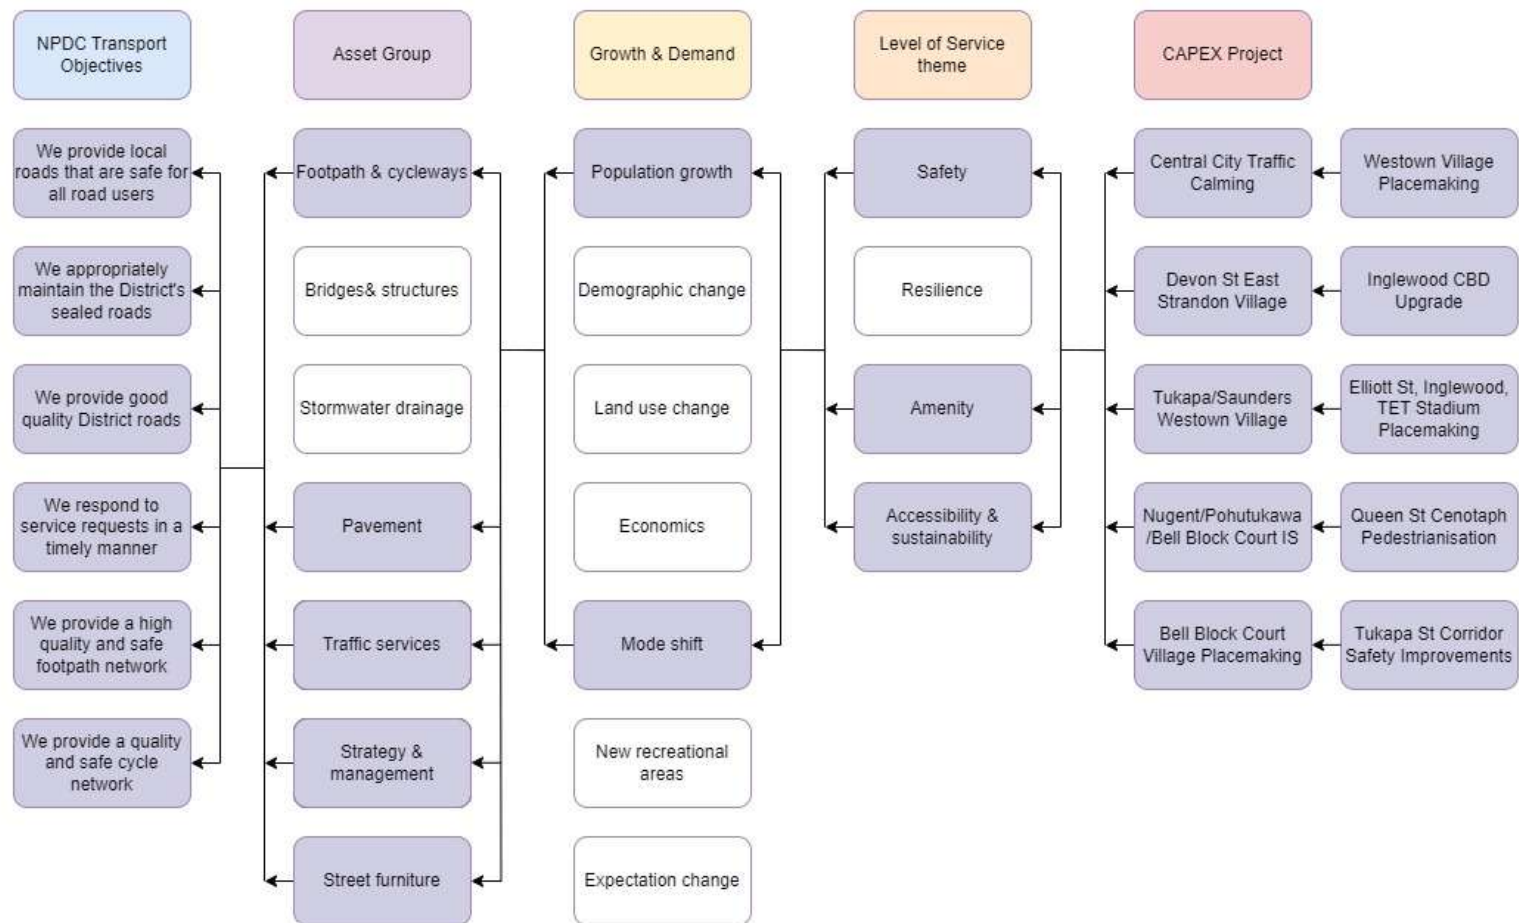 NPDC Transport
Objectives
Asset Group
Growth & Demand
Level of Service
theme
CAPEX Project
We provide local
roads that are safe for
all road users
Footpath & cycleways
Population growth
Safety
Central City Traffic
Calming
Westown Village
Placemaking
We appropriately
maintain the District's
sealed roads
Bridges& structures
Demographic change
Resilience
Devon St East
Strandon Village
Inglewood CBD
Upgrade
We provide good
quality District roads
Stormwater drainage
Land use change
Amenity
Tukapa/Saunders
Westown Village
Elliott St, Inglewood,
TET Stadium
Placemaking
We respond to
service requests in a
timely manner
Pavement
Economics
Accessibility &
sustainability
Nugent/Pohutukawa
/Bell Block Court IS
Queen St Cenotaph
Pedestrianisation
We provide a high
quality and safe
footpath network
Traffic services
Mode shift
Bell Block Court
Village Placemaking
Tukapa St Corridor
Safety Improvements
We provide a quality
and safe cycle
network
Strategy &
management
New recreational
areas
Street furniture
Expectation change